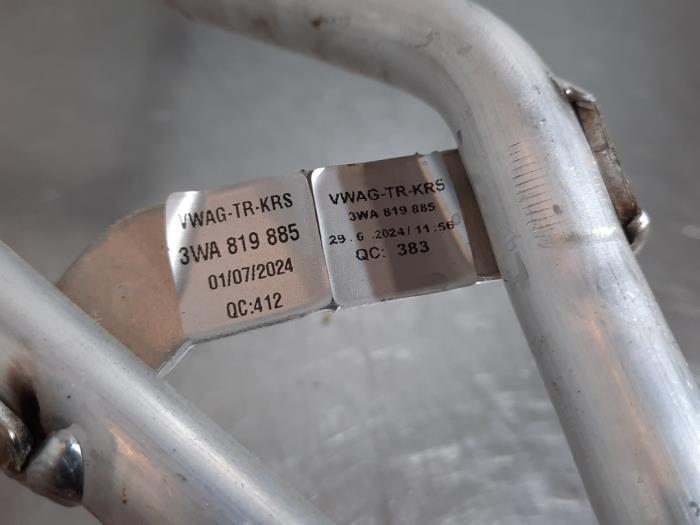 VWAG-TR-KRS
3WA 819 885
01/07/2024
QC:412
VWAG-TR-KRS
3WA 819 885
29.6.2024/11:56
QC: 383